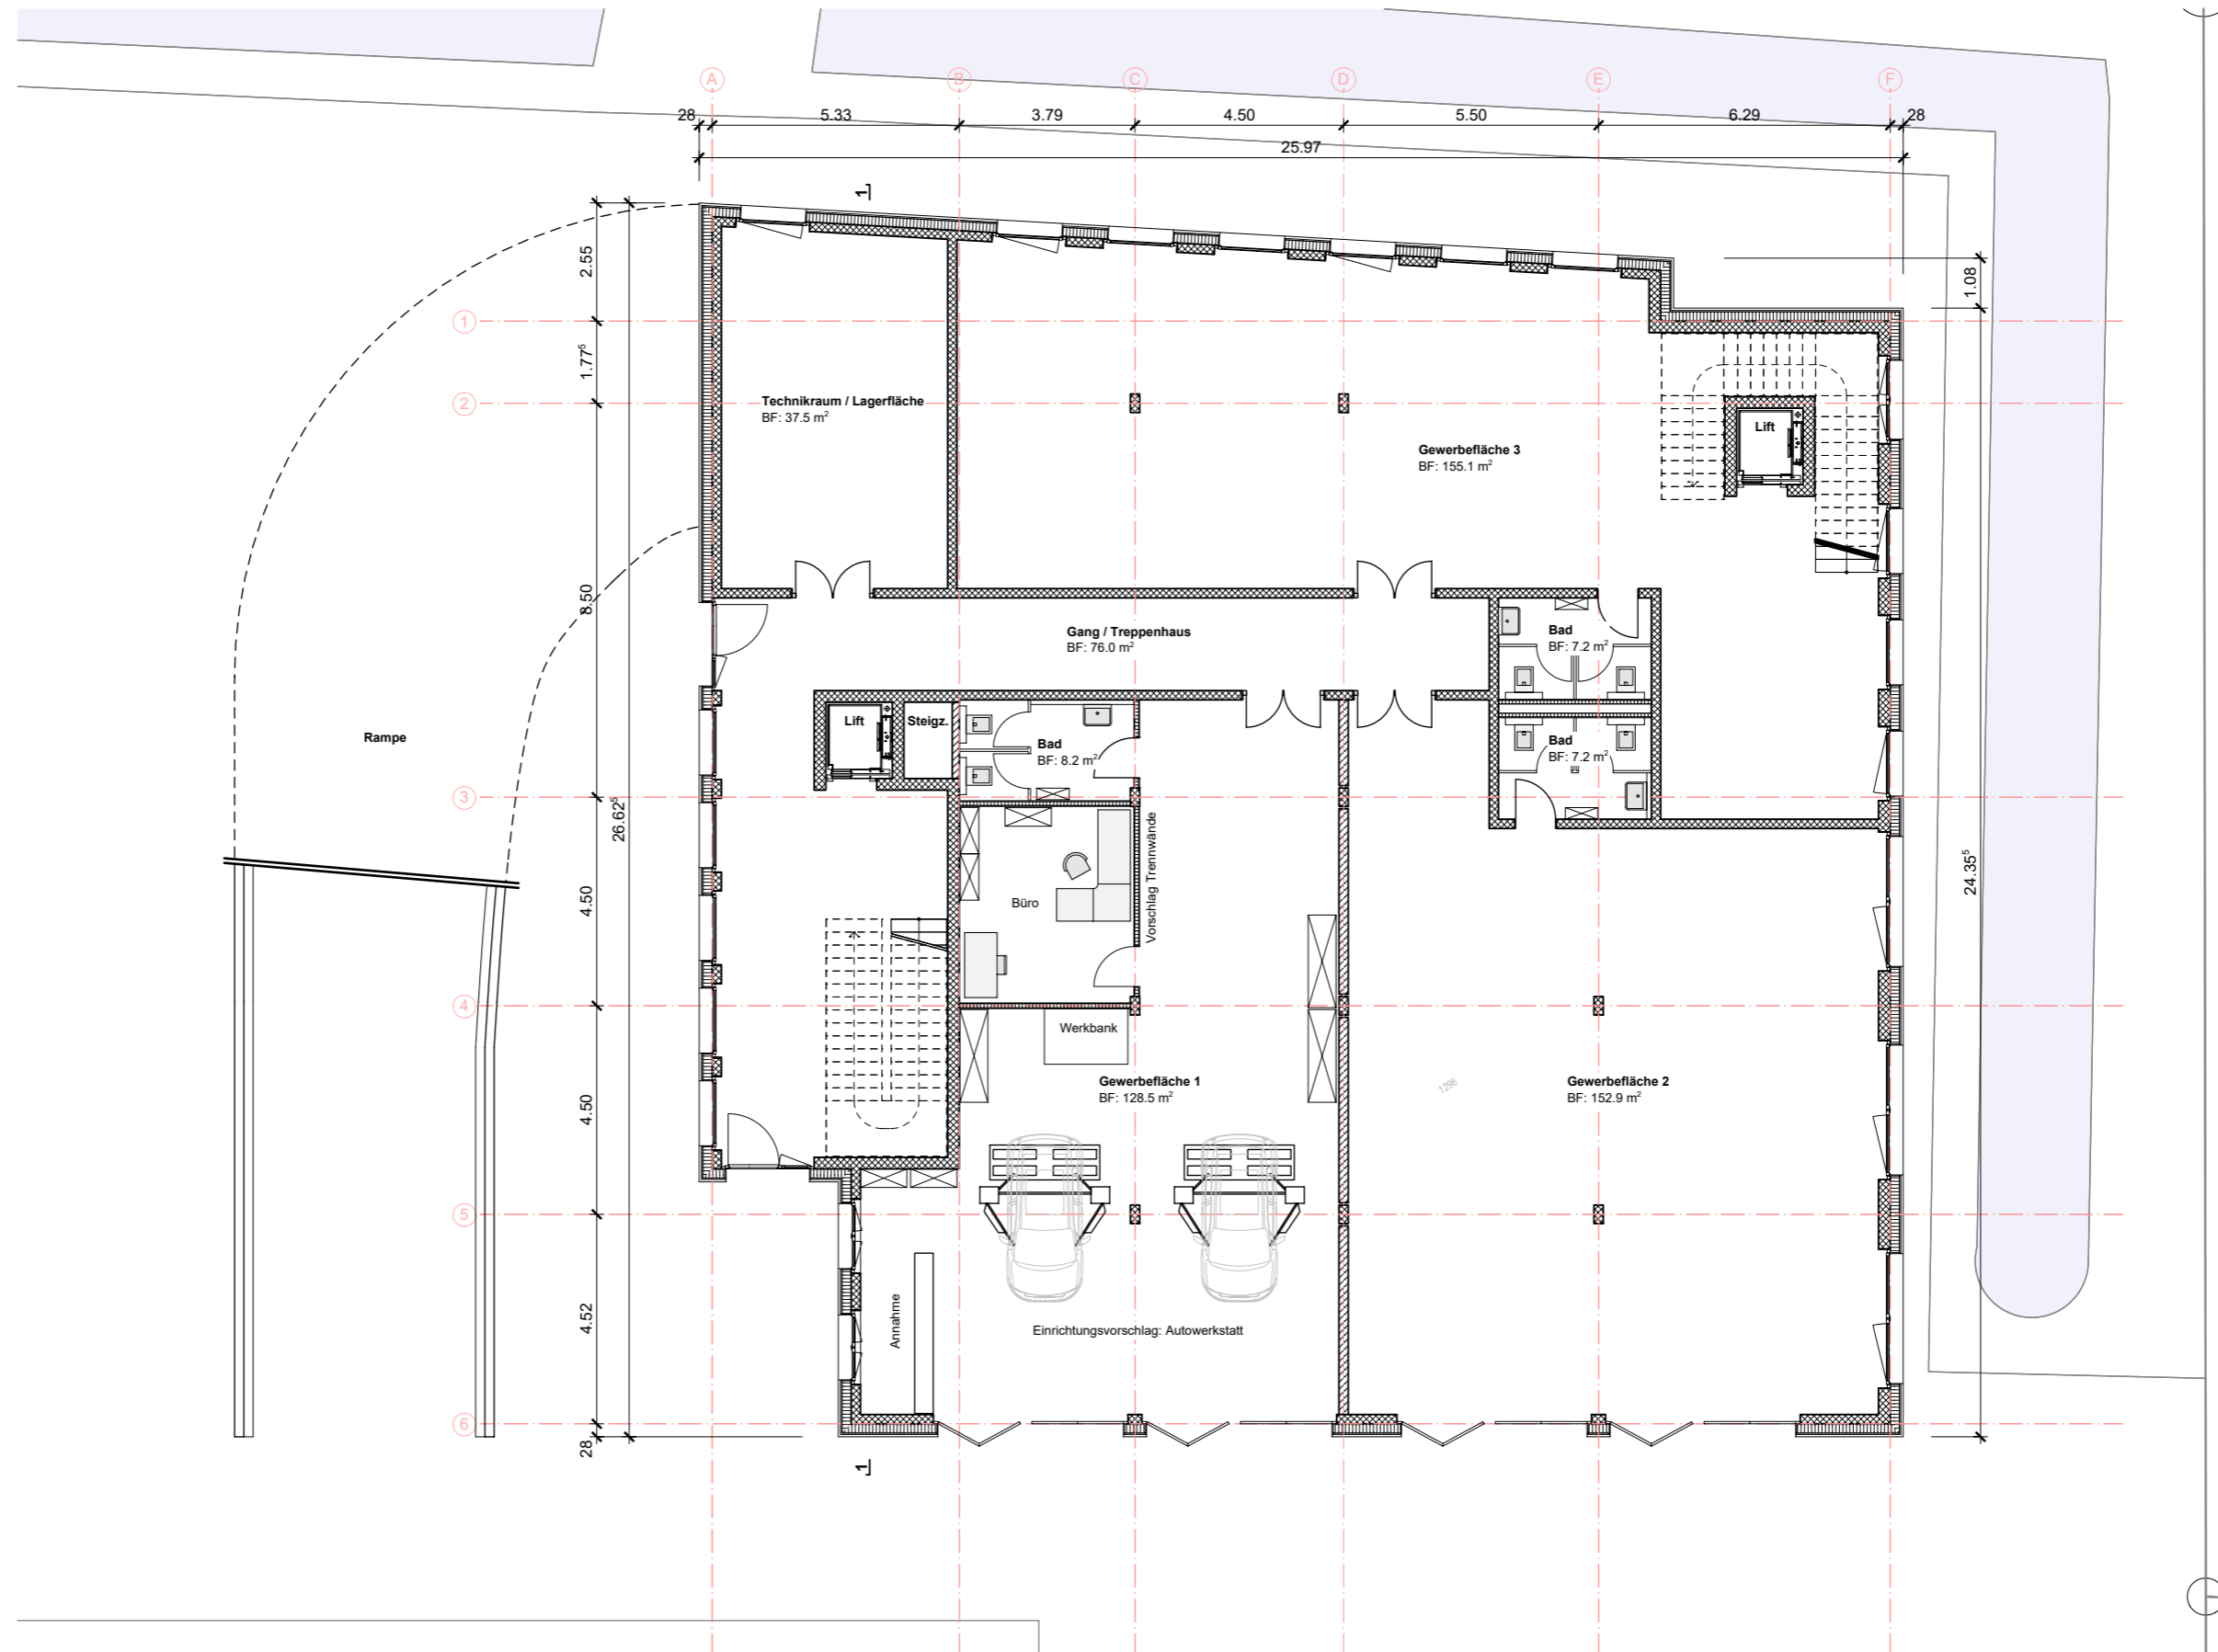 A
B
C
D
E
F
28
5.33
3.79
4.50
5.50
6.29
28
25.97
1
2.55
1.08
1
1.77⁵
2
Technikraum / Lagerfläche
BF: 37.5 m²
Gewerbefläche 3
BF: 155.1 m²
Lift
8.50
Gang / Treppenhaus
BF: 76.0 m²
Bad
BF: 7.2 m²
Rampe
Lift
Steigz.
Bad
BF: 8.2 m²
Bad
BF: 7.2 m²
3
26.62⁵
Vorschlag Trennwände
24.35⁵
4.50
Büro
4
Werkbank
Gewerbefläche 1
BF: 128.5 m²
1296
Gewerbefläche 2
BF: 152.9 m²
4.50
5
4.52
Annahme
Einrichtungsvorschlag: Autowerkstatt
6
28
1